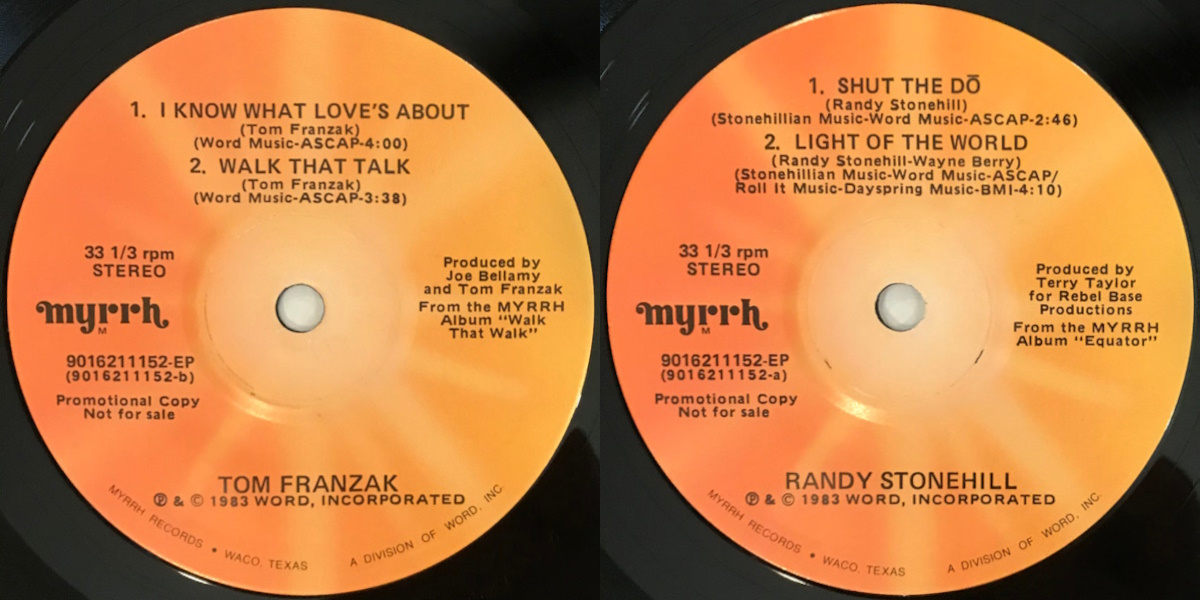 1. I KNOW WHAT LOVE'S ABOUT
(Tom Franzak)
(Word Music-ASCAP-4:00)
2. WALK THAT TALK
(Tom Franzak)
(Word Music-ASCAP-3:38)
33 1/3 rpm
STEREO
myrrh
M
9016211152-EP
(9016211152-b)
Promotional Copy
Not for sale
Produced by
Joe Bellamy
and Tom Franzak
From the MYRRH
Album "Walk
That Walk"
TOM FRANZAK
℗ & © 1983 WORD, INCORPORATED
MYRRH RECORDS • WACO, TEXAS A DIVISION OF WORD, INC.
1. SHUT THE DŌ
(Randy Stonehill)
(Stonehillian Music-Word Music-ASCAP-2:46)
2. LIGHT OF THE WORLD
(Randy Stonehill-Wayne Berry)
(Stonehillian Music-Word Music-ASCAP/
Roll It Music-Dayspring Music-BMI-4:10)
33 1/3 rpm
STEREO
myrrh
M
9016211152-EP
(9016211152-a)
Promotional Copy
Not for sale
Produced by
Terry Taylor
for Rebel Base
Productions
From the MYRRH
Album "Equator"
RANDY STONEHILL
℗ & © 1983 WORD, INCORPORATED
MYRRH RECORDS • WACO, TEXAS A DIVISION OF WORD, INC.